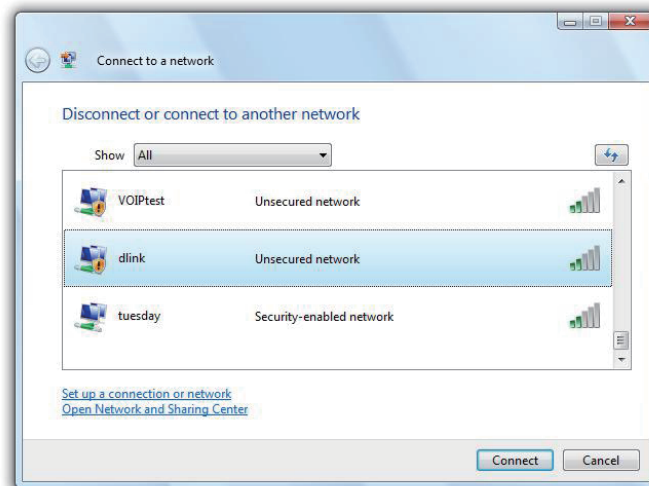 Connect to a network
Disconnect or connect to another network
Show All
VOIPtest Unsecured network
dlink Unsecured network
tuesday Security-enabled network
Set up a connection or network
Open Network and Sharing Center
Connect Cancel